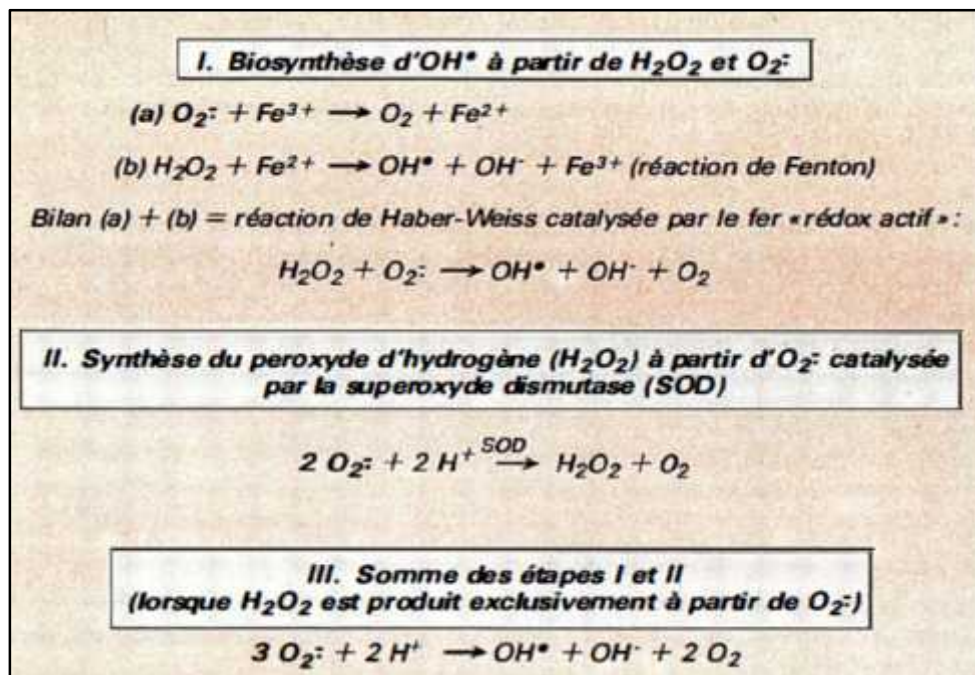 I. Biosynthèse d'OH• à partir de H₂O₂ et O₂⁻̇
(a) O₂⁻̇ + Fe³⁺ ⟶ O₂ + Fe²⁺
(b) H₂O₂ + Fe²⁺ ⟶ OH• + OH⁻ + Fe³⁺ (réaction de Fenton)
Bilan (a) + (b) = réaction de Haber-Weiss catalysée par le fer «rédox actif» :
H₂O₂ + O₂⁻̇ ⟶ OH• + OH⁻ + O₂
II. Synthèse du peroxyde d'hydrogène (H₂O₂) à partir d'O₂⁻̇ catalysée
par la superoxyde dismutase (SOD)
SOD
2 O₂⁻̇ + 2 H⁺ ⟶ H₂O₂ + O₂
III. Somme des étapes I et II
(lorsque H₂O₂ est produit exclusivement à partir de O₂⁻̇)
3 O₂⁻̇ + 2 H⁺ ⟶ OH• + OH⁻ + 2 O₂